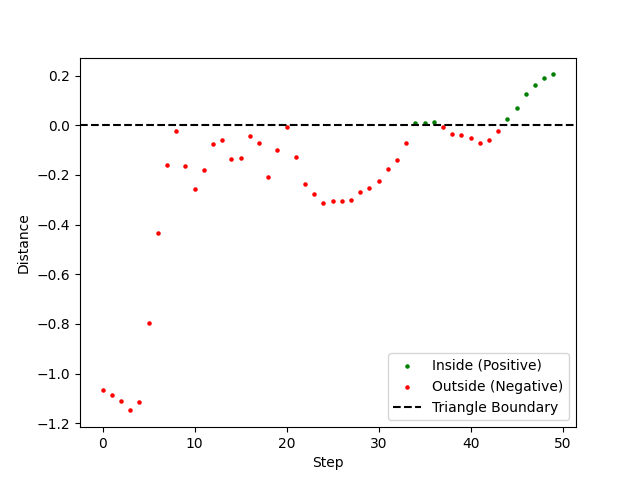 0.2
0.0
−0.2
−0.4
−0.6
−0.8
−1.0
−1.2
Distance
0 10 20 30 40 50
Step
Inside (Positive)
Outside (Negative)
Triangle Boundary